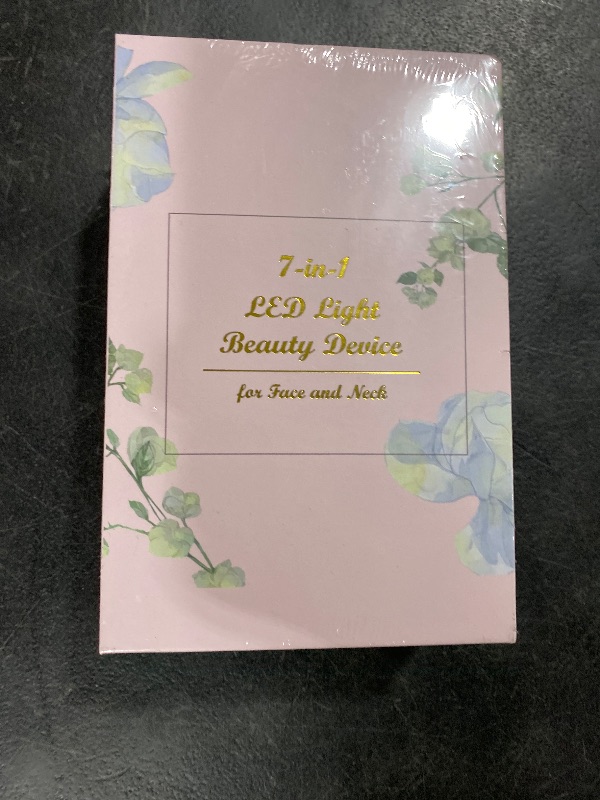 7-in-1
LED Light
Beauty Device
for Face and Neck